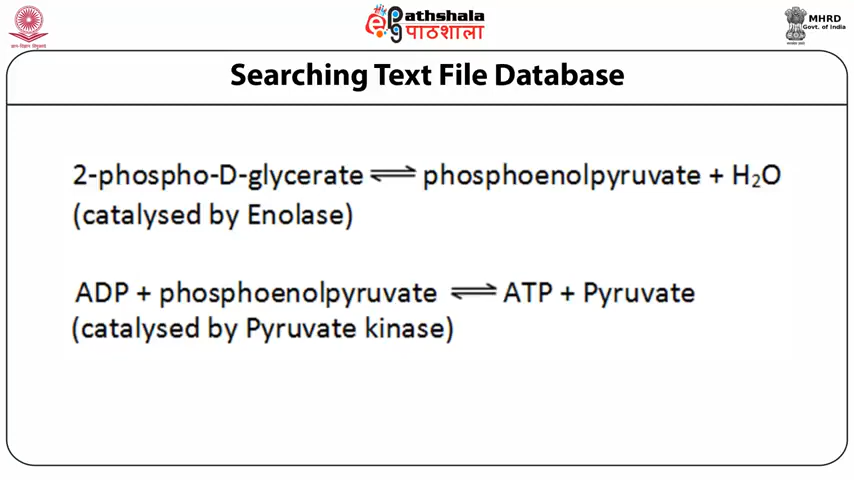 MHRD
Govt. of India
pathshala
पाठशाला
Searching Text File Database
2-phospho-D-glycerate ⇌ phosphoenolpyruvate + H₂O
(catalysed by Enolase)
ADP + phosphoenolpyruvate ⇌ ATP + Pyruvate
(catalysed by Pyruvate kinase)